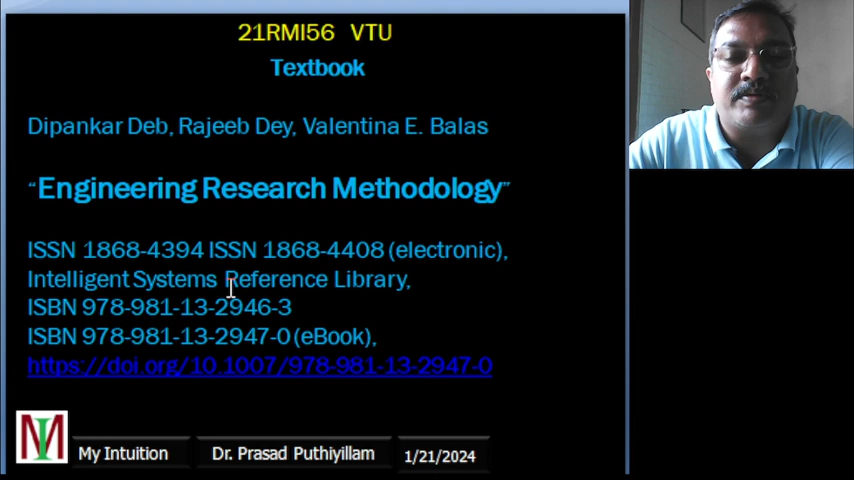 21RMI56 VTU
Textbook
Dipankar Deb, Rajeeb Dey, Valentina E. Balas
“Engineering Research Methodology”
ISSN 1868-4394 ISSN 1868-4408 (electronic),
Intelligent Systems Reference Library,
ISBN 978-981-13-2946-3
ISBN 978-981-13-2947-0 (eBook),
https://doi.org/10.1007/978-981-13-2947-0
MI My Intuition Dr. Prasad Puthiyillam 1/21/2024